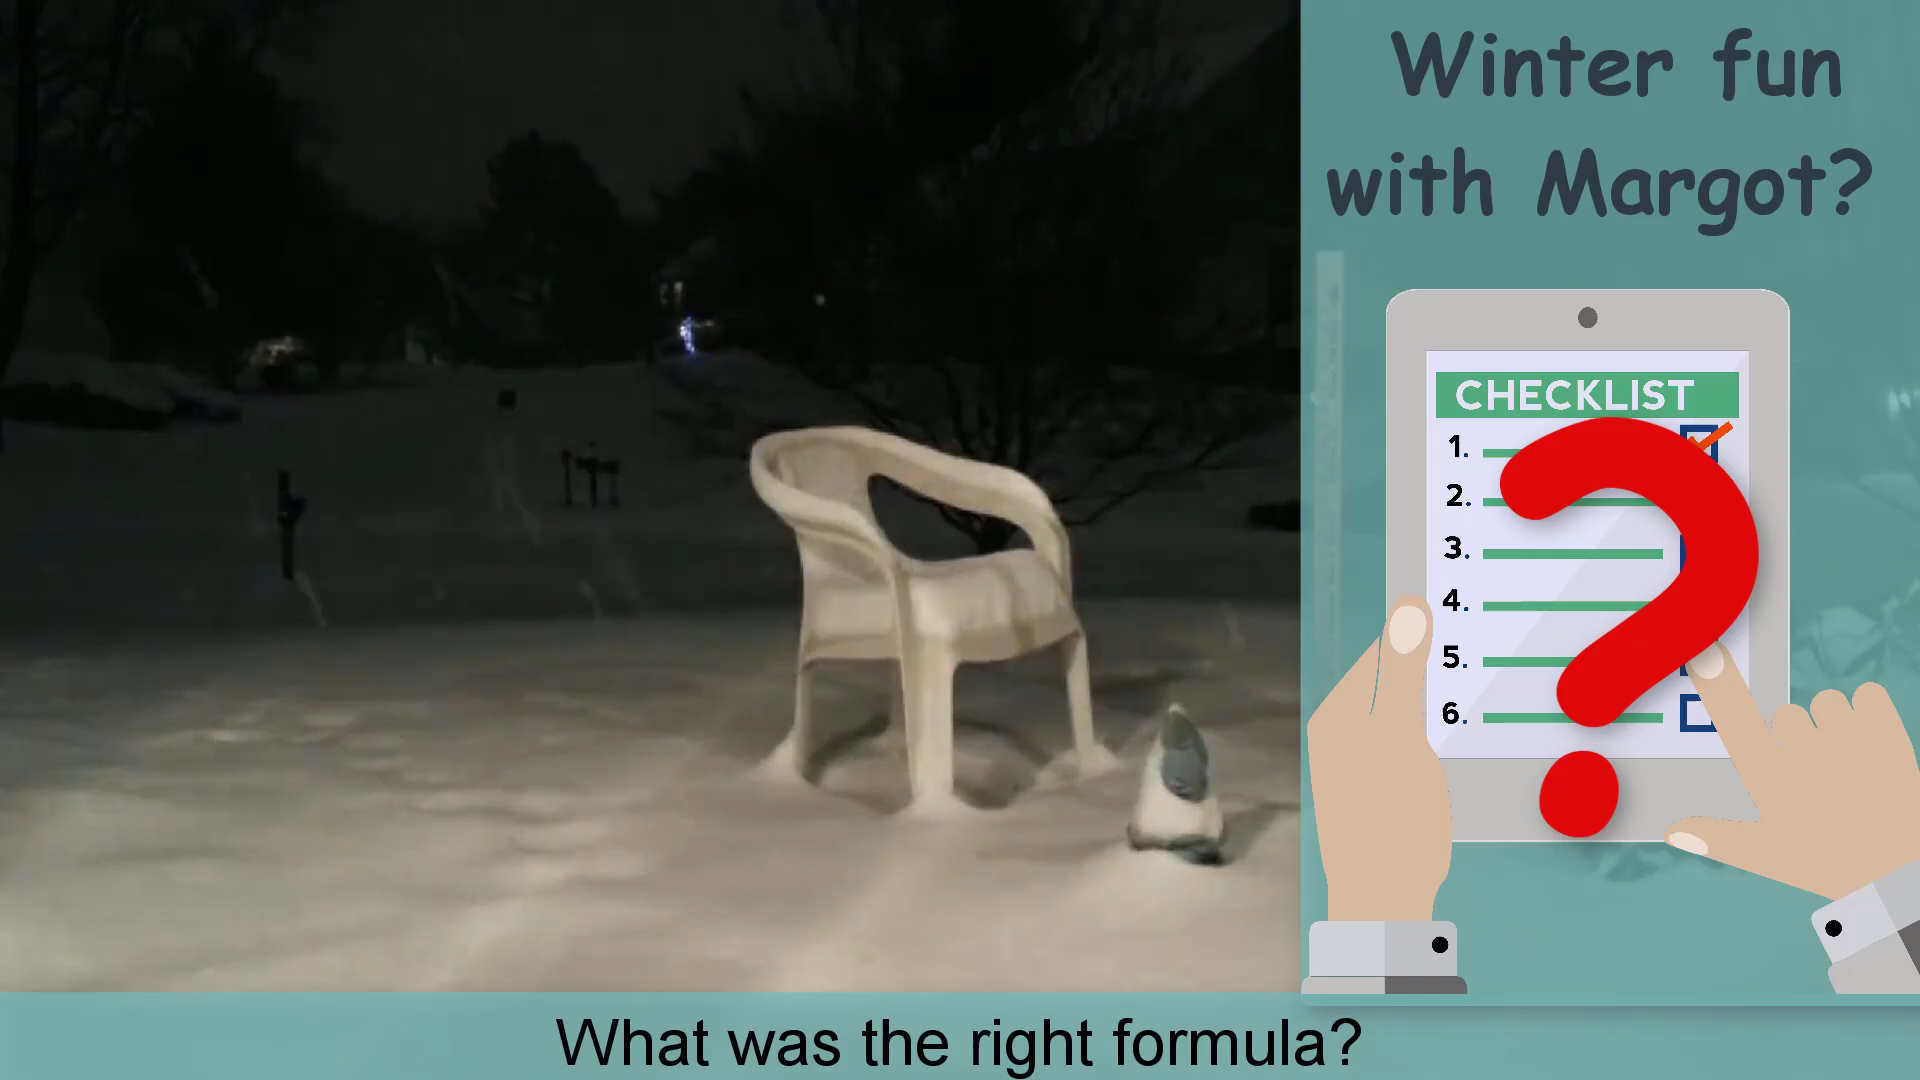 Winter fun
with Margot?
CHECKLIST
1.
2.
3.
4.
5.
6.
What was the right formula?